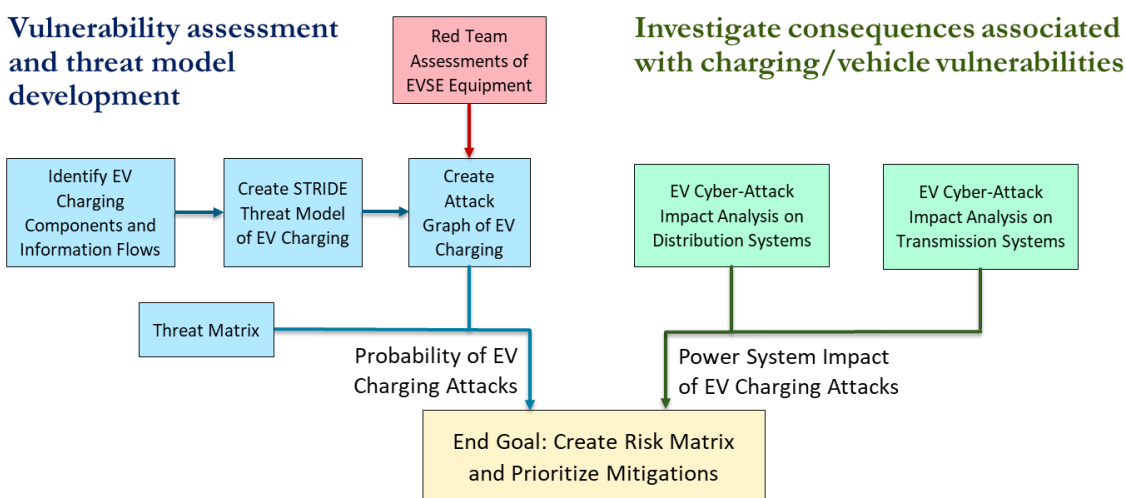 Vulnerability assessment
and threat model
development
Red Team
Assessments of
EVSE Equipment
Investigate consequences associated
with charging/vehicle vulnerabilities
Identify EV
Charging
Components and
Information Flows
Create STRIDE
Threat Model
of EV Charging
Create
Attack
Graph of EV
Charging
EV Cyber-Attack
Impact Analysis on
Distribution Systems
EV Cyber-Attack
Impact Analysis on
Transmission Systems
Threat Matrix
Probability of EV
Charging Attacks
Power System Impact
of EV Charging Attacks
End Goal: Create Risk Matrix
and Prioritize Mitigations